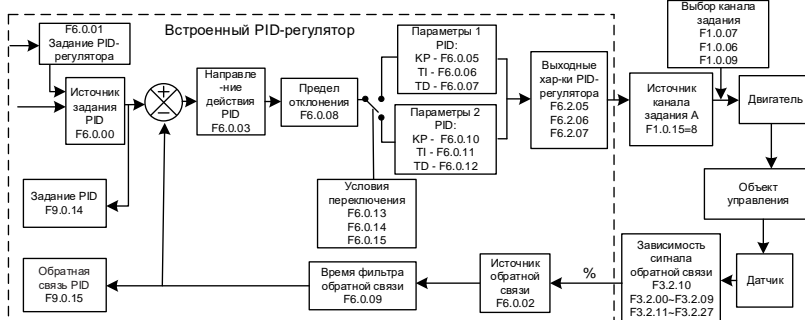 Встроенный PID-регулятор
F6.0.01
Задание PID-
регулятора
Источник
задания
PID
F6.0.00
Направле-
ние
действия
PID
F6.0.03
Предел
отклонения
F6.0.08
Параметры 1
PID:
KP - F6.0.05
TI - F6.0.06
TD - F6.0.07
Параметры 2
PID:
KP - F6.0.10
TI - F6.0.11
TD - F6.0.12
Условия
переключения
F6.0.13
F6.0.14
F6.0.15
Выходные
хар-ки PID-
регулятора
F6.2.05
F6.2.06
F6.2.07
Выбор канала
задания
F1.0.07
F1.0.06
F1.0.09
Источник
канала
задания А
F1.0.15=8
Двигатель
Объект
управления
Датчик
Зависимость
сигнала
обратной связи
F3.2.10
F3.2.00~F3.2.09
F3.2.11~F3.2.27
%
Источник
обратной
связи
F6.0.02
Время фильтра
обратной связи
F6.0.09
Задание PID
F9.0.14
Обратная
связь PID
F9.0.15